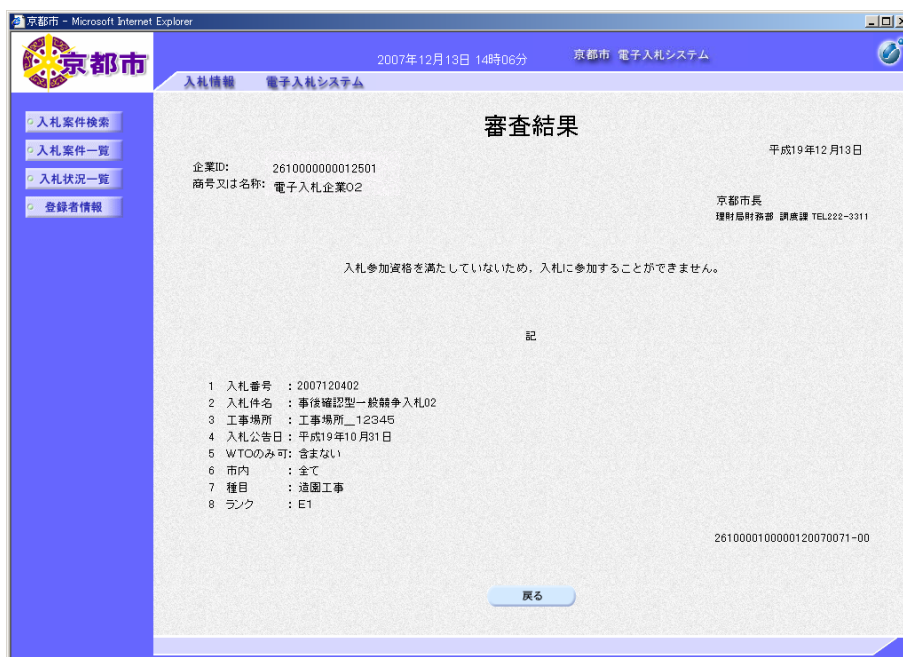 京都市 - Microsoft Internet Explorer
京都市
2007年12月13日 14時06分
京都市 電子入札システム
入札情報 電子入札システム
入札案件検索
入札案件一覧
入札状況一覧
登録者情報
審査結果
平成19年12月13日
企業ID: 2610000000012501
商号又は名称: 電子入札企業02
京都市長
理財局財務部 調度課 TEL222-3311
入札参加資格を満たしていないため，入札に参加することができません。
記
1 入札番号 : 2007120402
2 入札件名 : 事後確認型一般競争入札02
3 工事場所 : 工事場所_12345
4 入札公告日 : 平成19年10月31日
5 WTOのみ可: 含まない
6 市内 : 全て
7 種目 : 造園工事
8 ランク : E1
2610000100000120070071-00
戻る